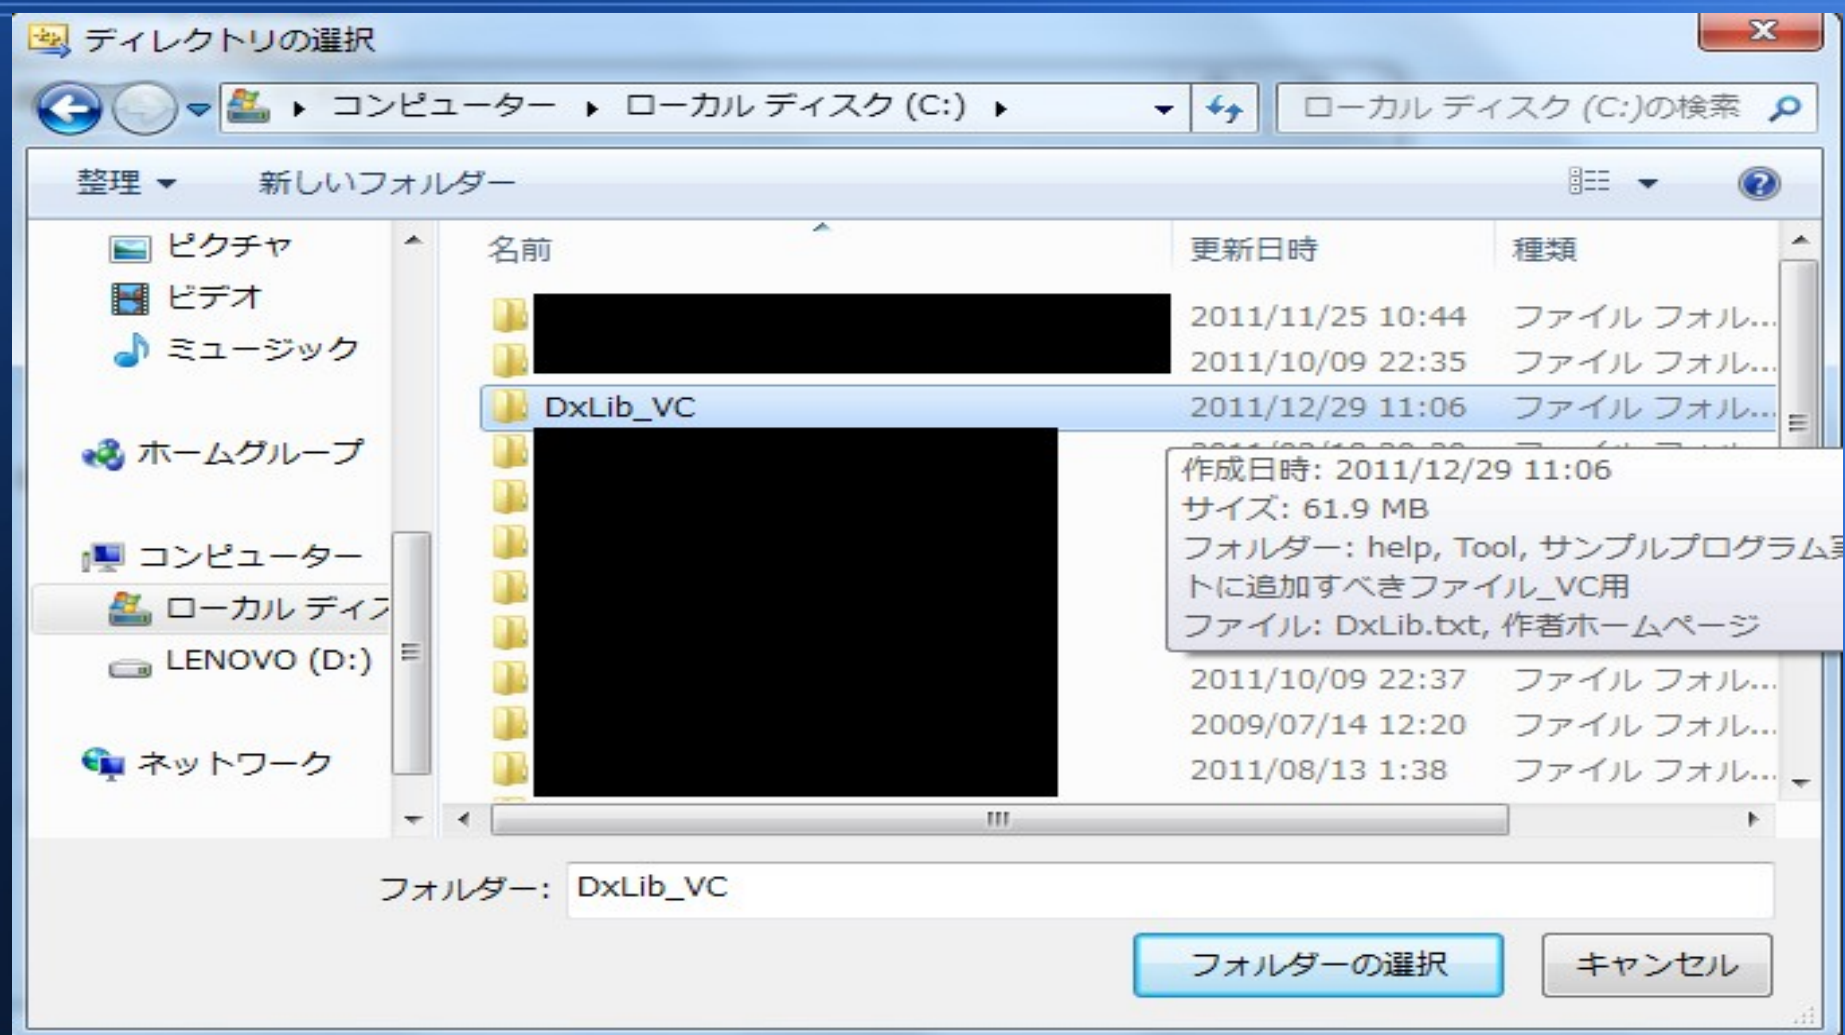 ディレクトリの選択
コンピューター ▸ ローカル ディスク (C:) ▸
ローカル ディスク (C:)の検索
整理 新しいフォルダー
ピクチャ
ビデオ
ミュージック
ホームグループ
コンピューター
ローカル ディス
LENOVO (D:)
ネットワーク
名前 更新日時 種類
2011/11/25 10:44 ファイル フォル...
2011/10/09 22:35 ファイル フォル...
DxLib_VC 2011/12/29 11:06 ファイル フォル...
作成日時: 2011/12/29 11:06
サイズ: 61.9 MB
フォルダー: help, Tool, サンプルプログラム
トに追加すべきファイル_VC用
ファイル: DxLib.txt, 作者ホームページ
2011/10/09 22:37 ファイル フォル...
2009/07/14 12:20 ファイル フォル...
2011/08/13 1:38 ファイル フォル...
フォルダー: DxLib_VC
フォルダーの選択 キャンセル